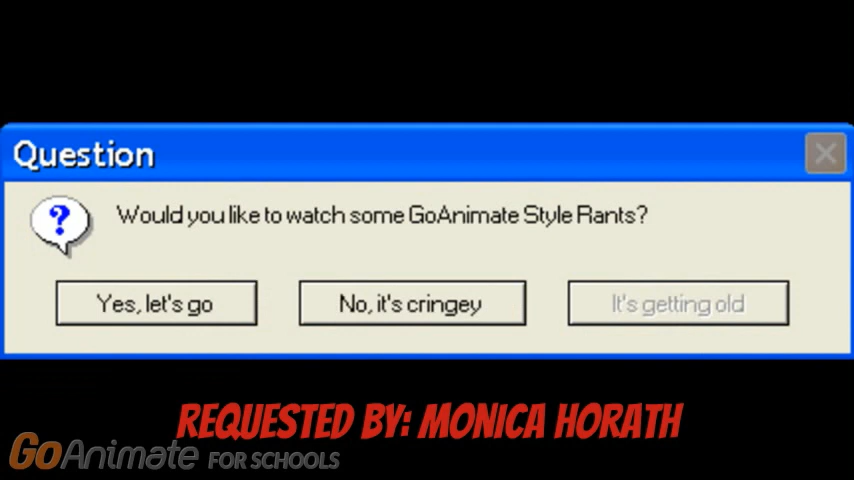 Question
Would you like to watch some GoAnimate Style Rants?
Yes, let's go
No, it's cringey
It's getting old
REQUESTED BY: MONICA HORATH
GoAnimate FOR SCHOOLS